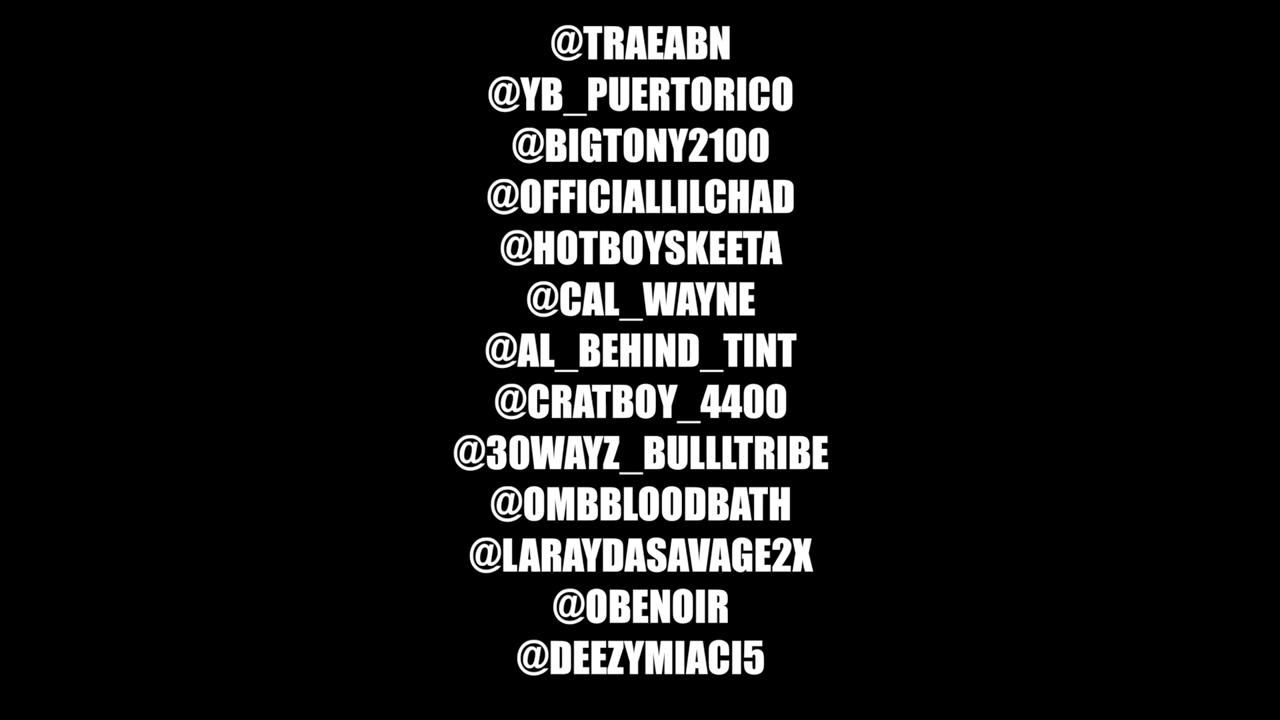 @TRAEABN
@YB_PUERTORICO
@BIGTONY2100
@OFFICIALLILCHAD
@HOTBOYSKEETA
@CAL_WAYNE
@AL_BEHIND_TINT
@CRATBOY_4400
@30WAYZ_BULLLTRIBE
@OMBBLOODBATH
@LARAYDASAVAGE2X
@OBENOIR
@DEEZYMIACI5